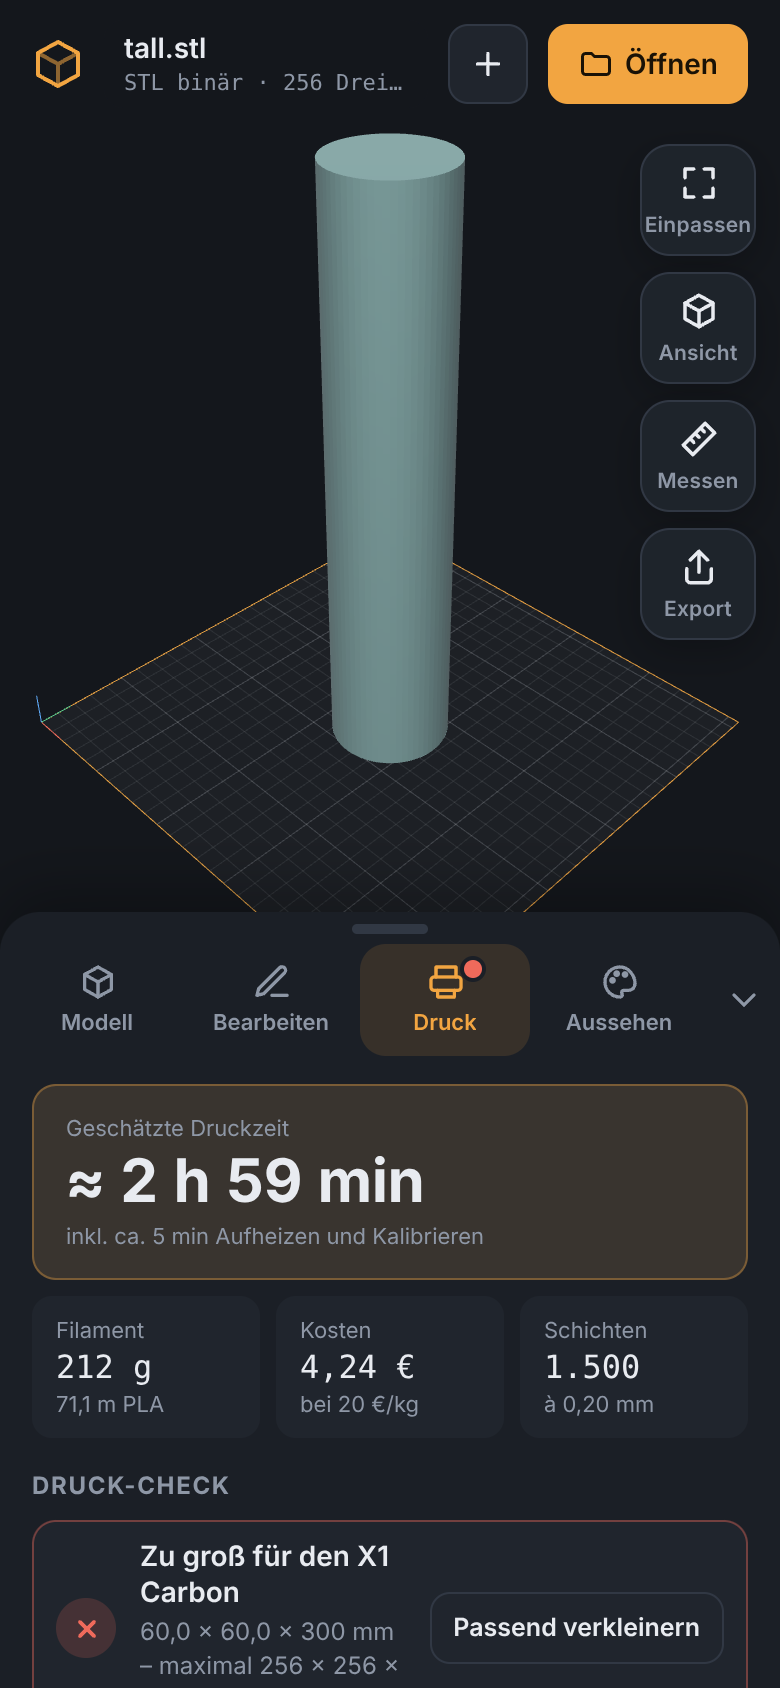 tall.stl
STL binär · 256 Drei…
Öffnen
Einpassen
Ansicht
Messen
Export
Modell
Bearbeiten
Druck
Aussehen
Geschätzte Druckzeit
≈ 2 h 59 min
inkl. ca. 5 min Aufheizen und Kalibrieren
Filament
212 g
71,1 m PLA
Kosten
4,24 €
bei 20 €/kg
Schichten
1.500
à 0,20 mm
DRUCK-CHECK
Zu groß für den X1
Carbon
60,0 × 60,0 × 300 mm
– maximal 256 × 256 ×
Passend verkleinern